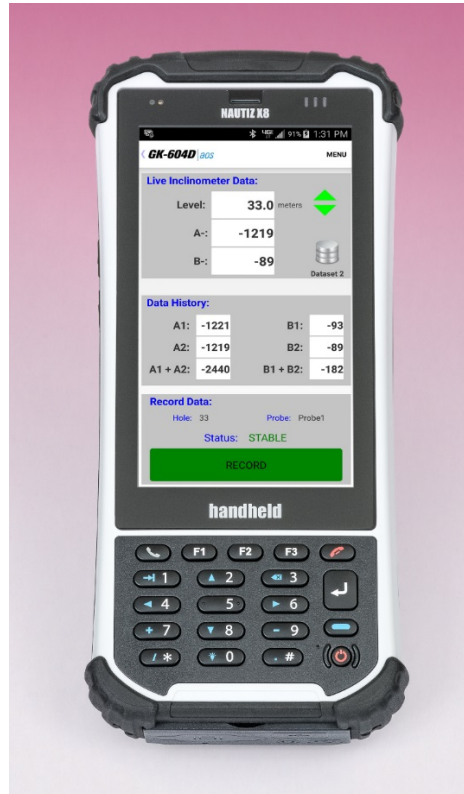 NAUTIZ X8
91% 1:31 PM
GK-604D aos MENU
Live Inclinometer Data:
Level: 33.0 meters
A-: -1219
B-: -89
Dataset 2
Data History:
A1: -1221 B1: -93
A2: -1219 B2: -89
A1 + A2: -2440 B1 + B2: -182
Record Data:
Hole: 33 Probe: Probe1
Status: STABLE
RECORD
handheld
F1 F2 F3
1 2 3
4 5 6
+ 7 8 - 9
/ * 0 . #